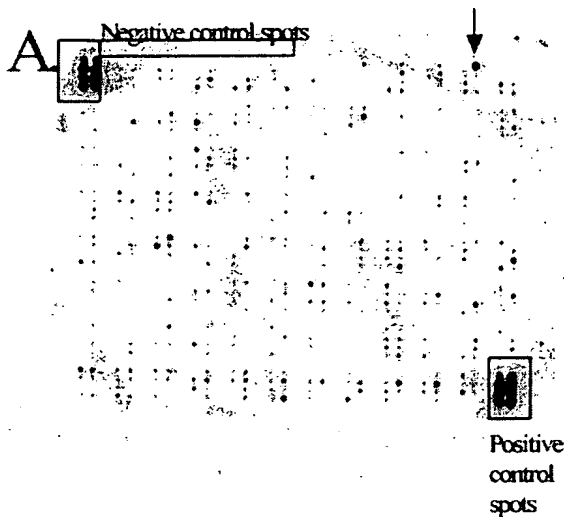 Negative control spots
A
Positive
control
spots